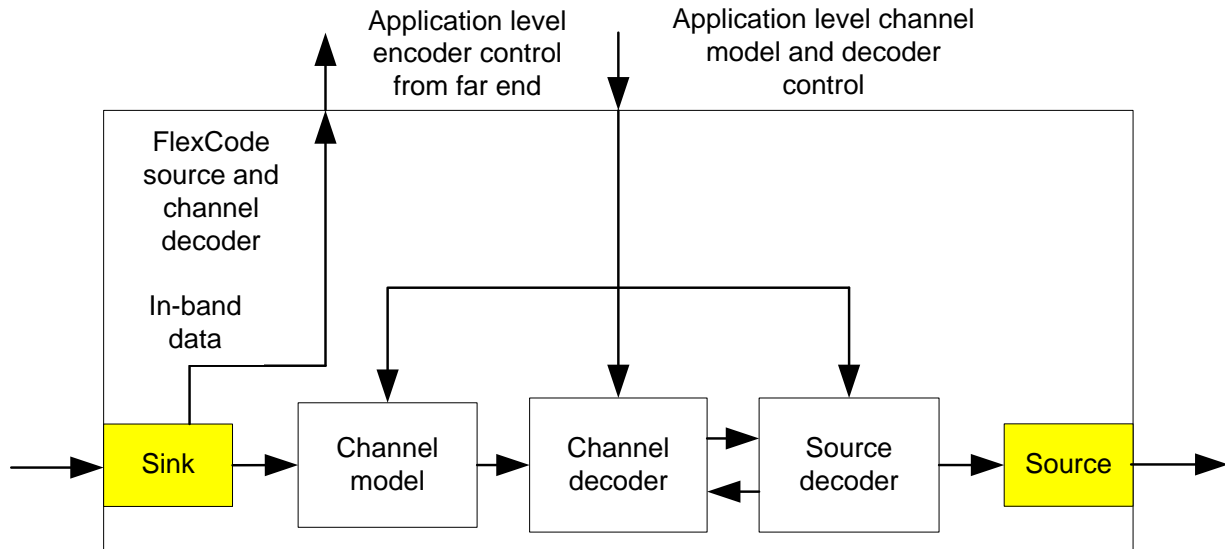 Application level
encoder control
from far end
Application level channel
model and decoder
control
FlexCode
source and
channel
decoder
In-band
data
Sink
Channel
model
Channel
decoder
Source
decoder
Source